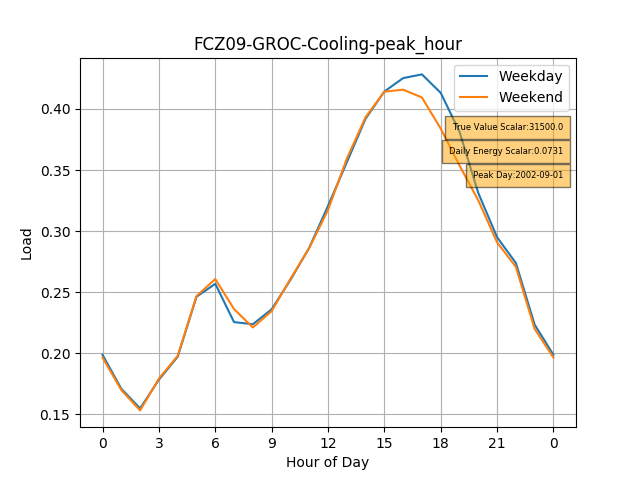 FCZ09-GROC-Cooling-peak_hour
Weekday
Weekend
True Value Scalar:31500.0
Daily Energy Scalar:0.0731
Peak Day:2002-09-01
Load
0.40
0.35
0.30
0.25
0.20
0.15
0 3 6 9 12 15 18 21 0
Hour of Day